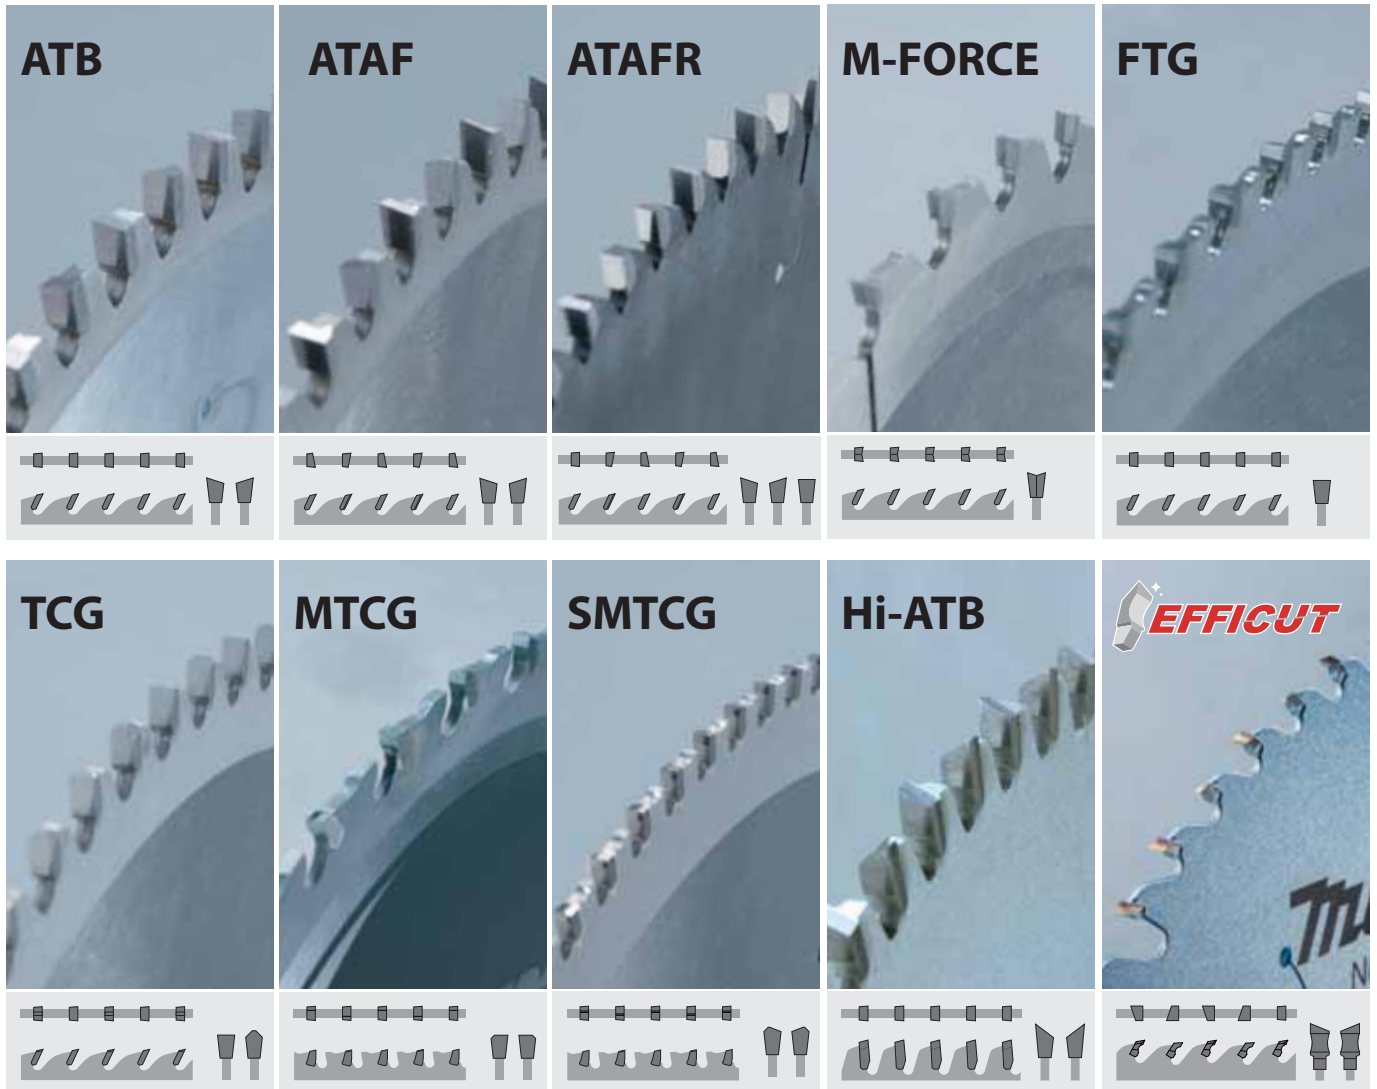 ATB
ATAF
ATAFR
M-FORCE
FTG
TCG
MTCG
SMTCG
Hi-ATB
EFFICUT